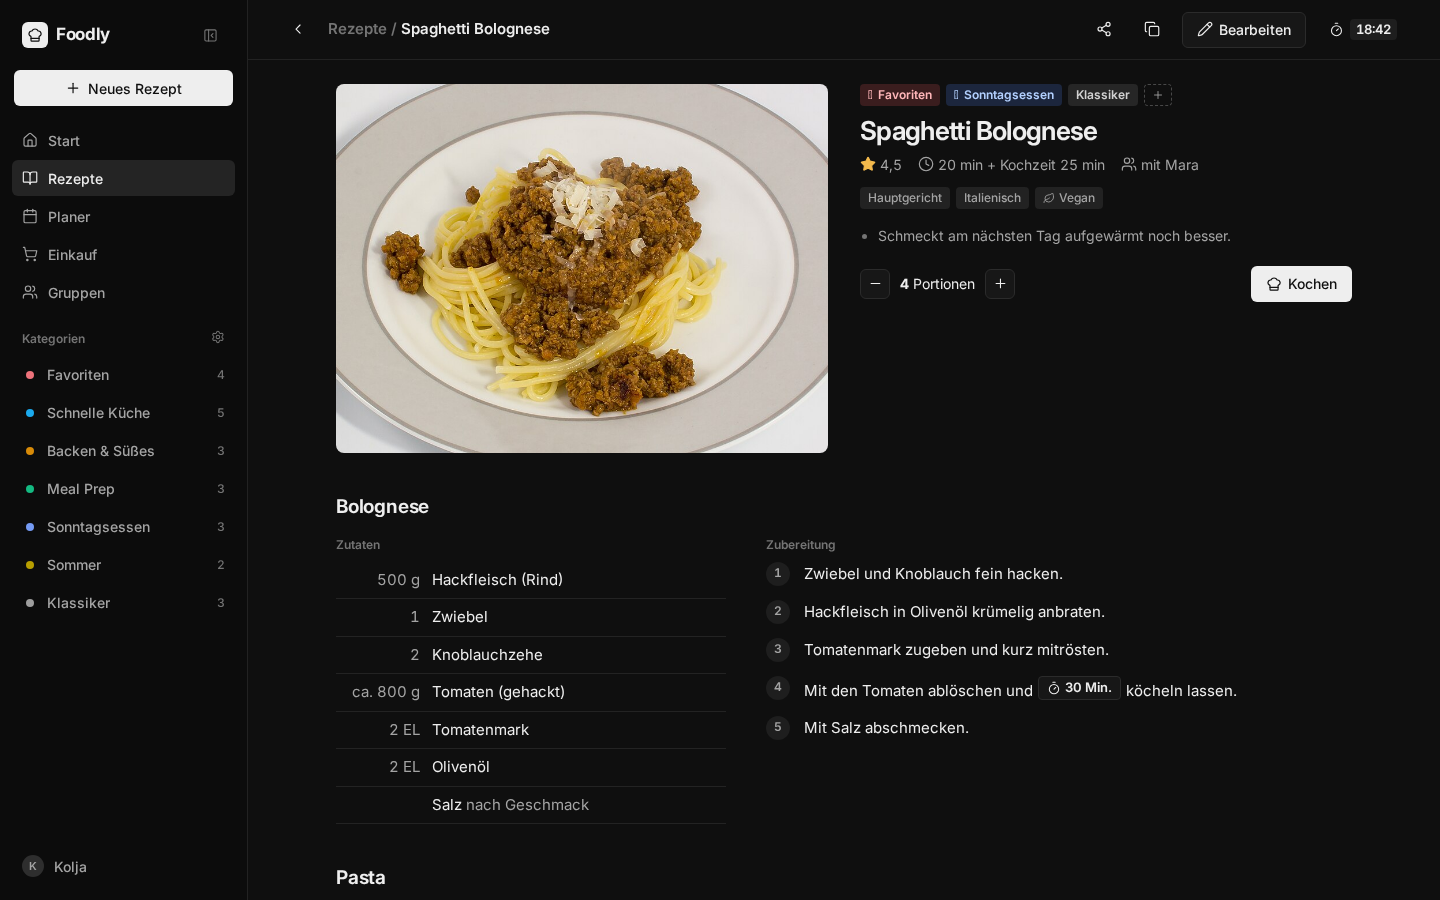 Foodly
Neues Rezept
Start
Rezepte
Planer
Einkauf
Gruppen
Kategorien
Favoriten 4
Schnelle Küche 5
Backen & Süßes 3
Meal Prep 3
Sonntagsessen 3
Sommer 2
Klassiker 3
K Kolja
Rezepte / Spaghetti Bolognese
Bearbeiten
18:42
Favoriten Sonntagsessen Klassiker +
Spaghetti Bolognese
4,5 20 min + Kochzeit 25 min mit Mara
Hauptgericht Italienisch Vegan
• Schmeckt am nächsten Tag aufgewärmt noch besser.
− 4 Portionen + Kochen
Bolognese
Zutaten
500 g Hackfleisch (Rind)
1 Zwiebel
2 Knoblauchzehe
ca. 800 g Tomaten (gehackt)
2 EL Tomatenmark
2 EL Olivenöl
Salz nach Geschmack
Zubereitung
1 Zwiebel und Knoblauch fein hacken.
2 Hackfleisch in Olivenöl krümelig anbraten.
3 Tomatenmark zugeben und kurz mitrösten.
4 Mit den Tomaten ablöschen und 30 Min. köcheln lassen.
5 Mit Salz abschmecken.
Pasta